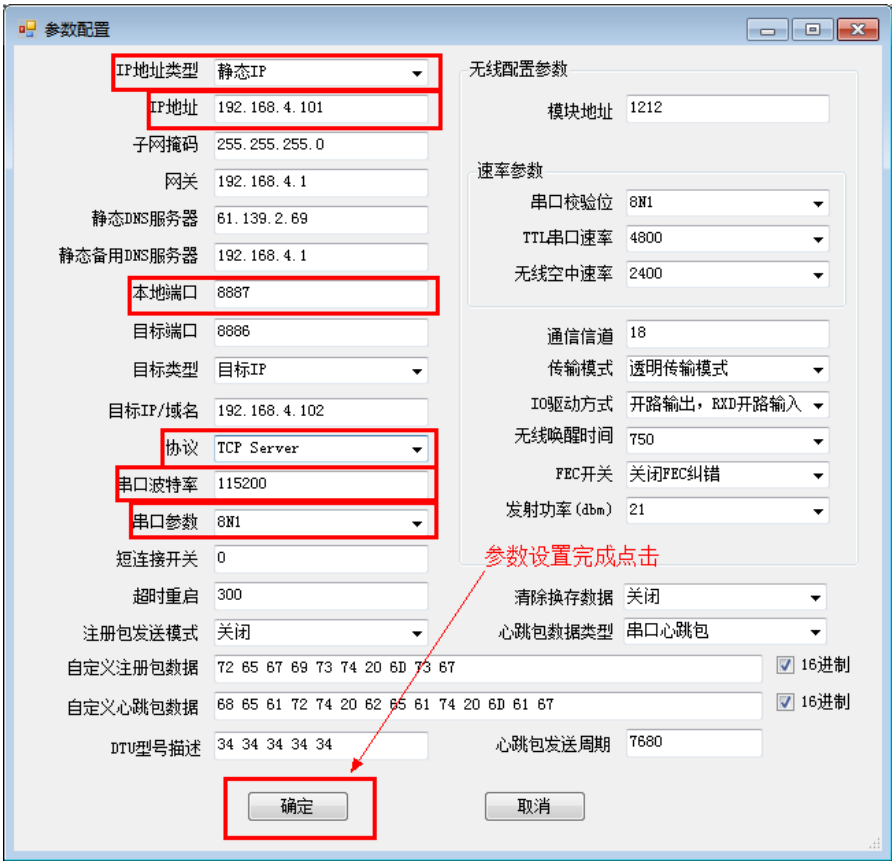 参数配置
IP地址类型 静态IP
IP地址 192.168.4.101
子网掩码 255.255.255.0
网关 192.168.4.1
静态DNS服务器 61.139.2.69
静态备用DNS服务器 192.168.4.1
本地端口 8887
目标端口 8886
目标类型 目标IP
目标IP/域名 192.168.4.102
协议 TCP Server
串口波特率 115200
串口参数 8N1
短连接开关 0
超时重启 300
注册包发送模式 关闭
无线配置参数
模块地址 1212
速率参数
串口校验位 8N1
TTL串口速率 4800
无线空中速率 2400
通信信道 18
传输模式 透明传输模式
IO驱动方式 开路输出，RXD开路输入
无线唤醒时间 750
FEC开关 关闭FEC纠错
发射功率(dbm) 21
参数设置完成点击
清除换存数据 关闭
心跳包数据类型 串口心跳包
自定义注册包数据 72 65 67 69 73 74 20 6D 73 67 16进制
自定义心跳包数据 68 65 61 72 74 20 62 65 61 74 20 6D 61 67 16进制
DTU型号描述 34 34 34 34 34 心跳包发送周期 7680
确定 取消